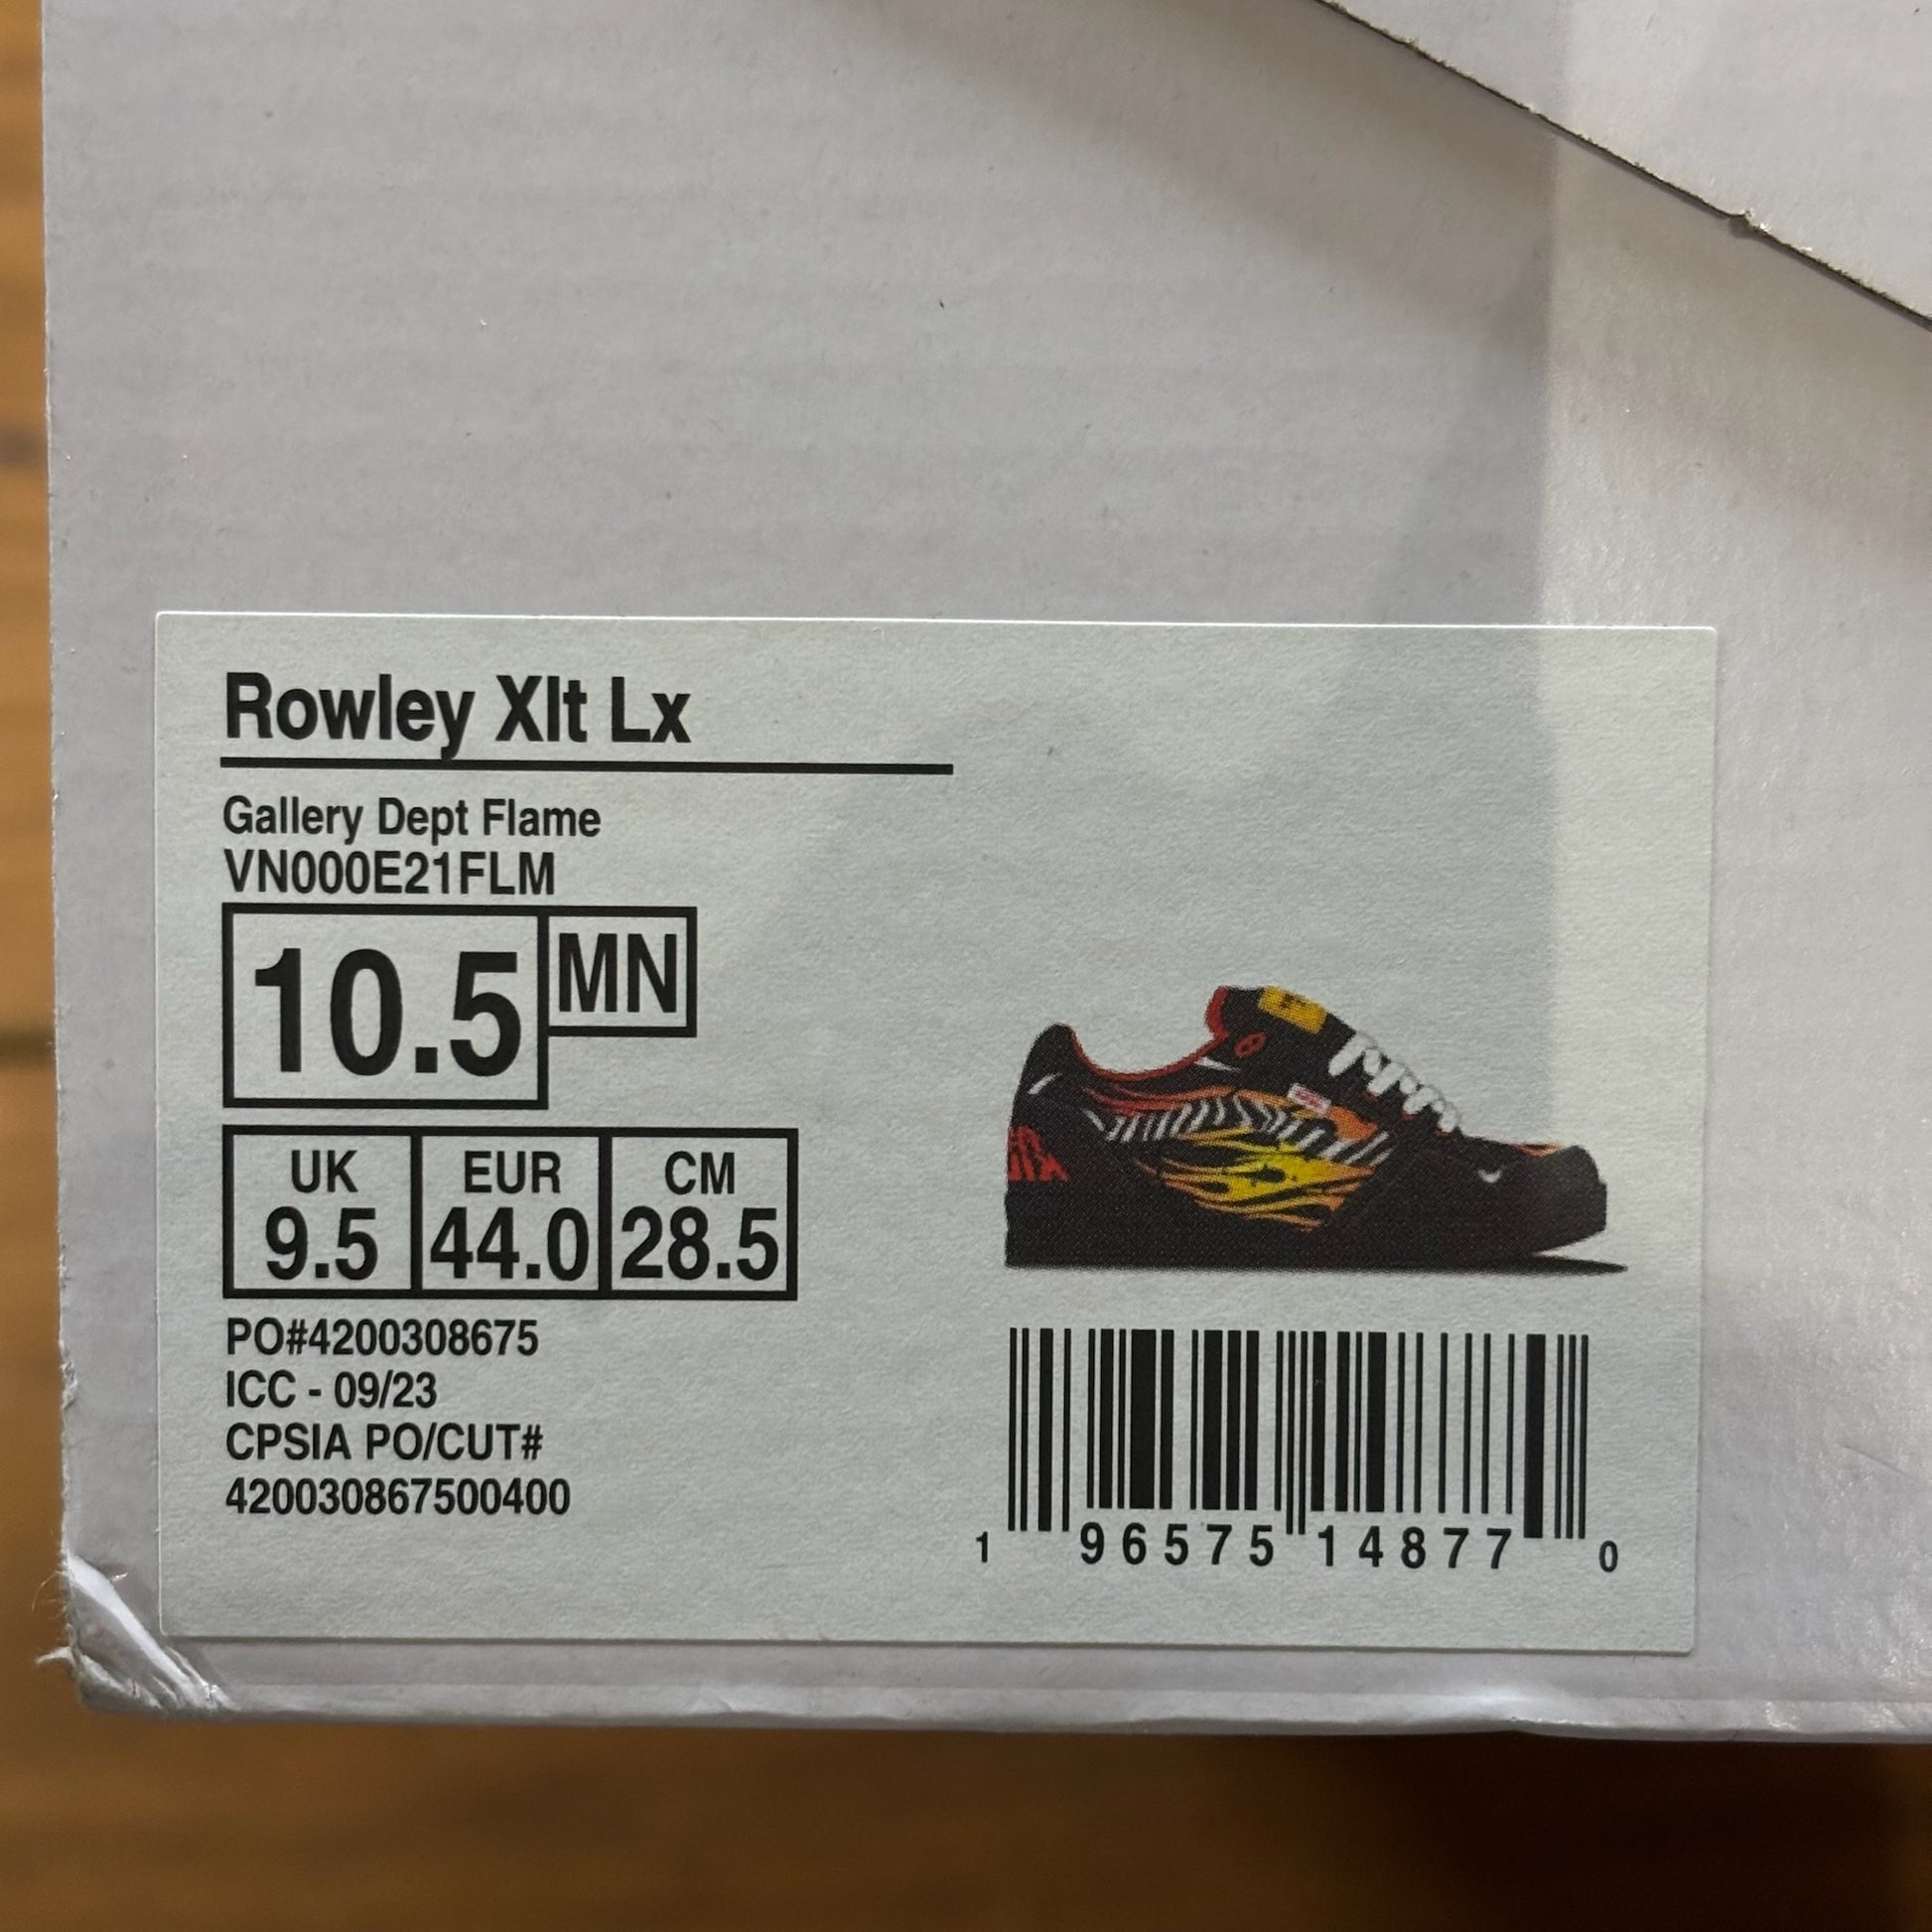 Rowley Xlt Lx
Gallery Dept Flame
VN000E21FLM
10.5 MN
UK EUR CM
9.5 44.0 28.5
PO#4200308675
ICC - 09/23
CPSIA PO/CUT#
420030867500400
1 96575 14877 0